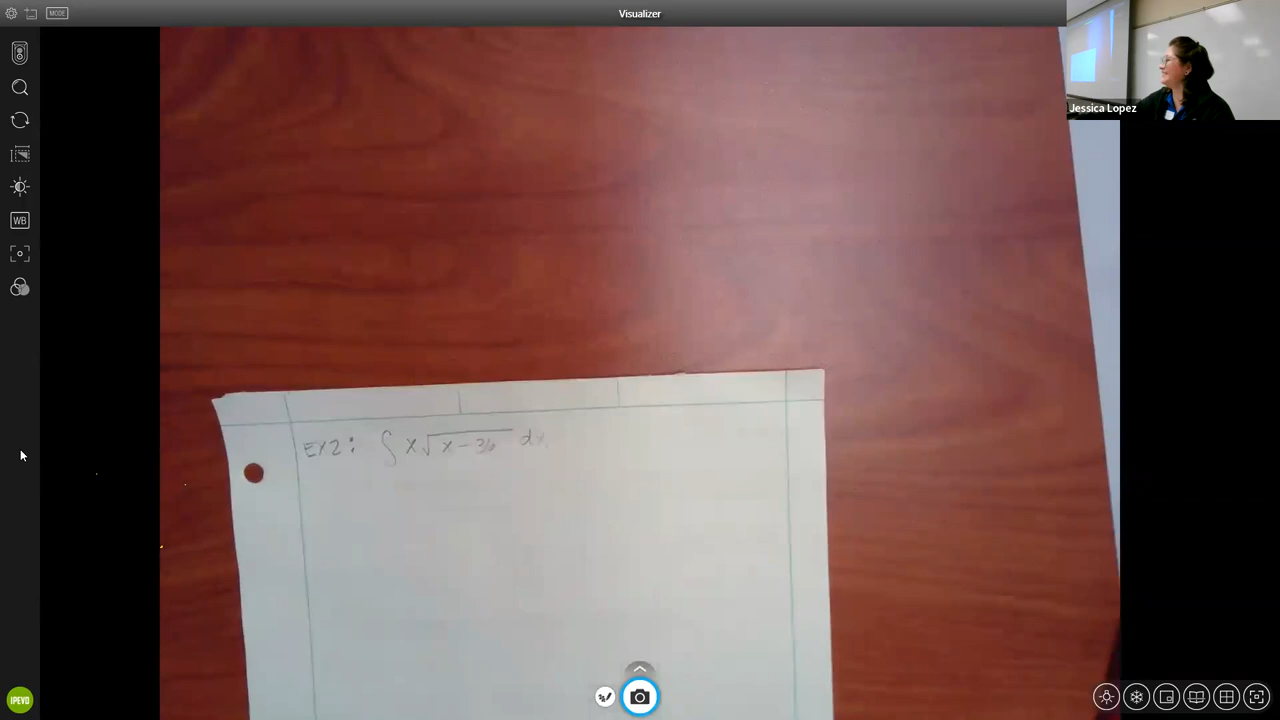 MODE
Visualizer
Jessica Lopez
WB
EX2: ∫ x√(x-36) dx
IPEVO